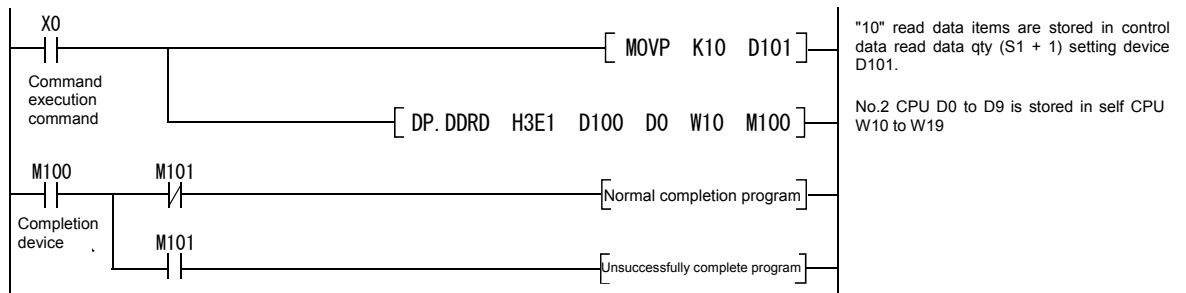 X0
Command
execution
command
MOVP K10 D101
DP. DDRD H3E1 D100 D0 W10 M100
"10" read data items are stored in control
data read data qty (S1 + 1) setting device
D101.
No.2 CPU D0 to D9 is stored in self CPU
W10 to W19
M100
M101
Normal completion program
Completion
device
M101
Unsuccessfully complete program